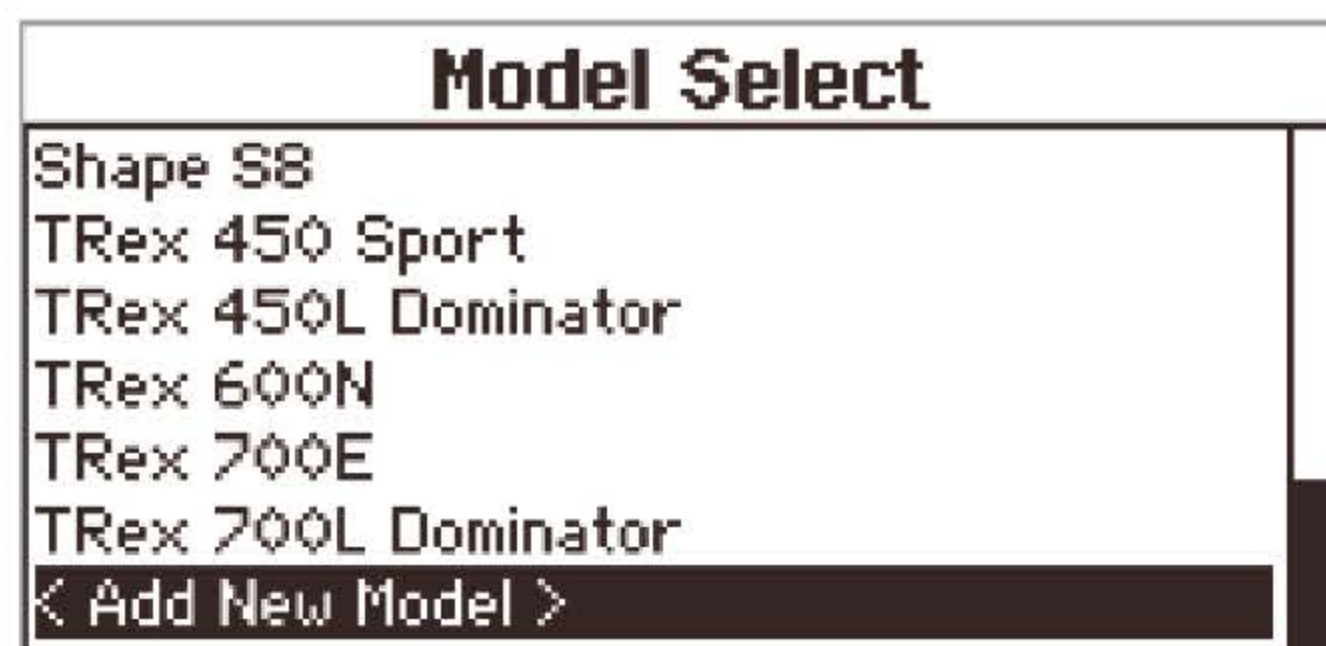 Model Select
Shape S8
TRex 450 Sport
TRex 450L Dominator
TRex 600N
TRex 700E
TRex 700L Dominator
< Add New Model >